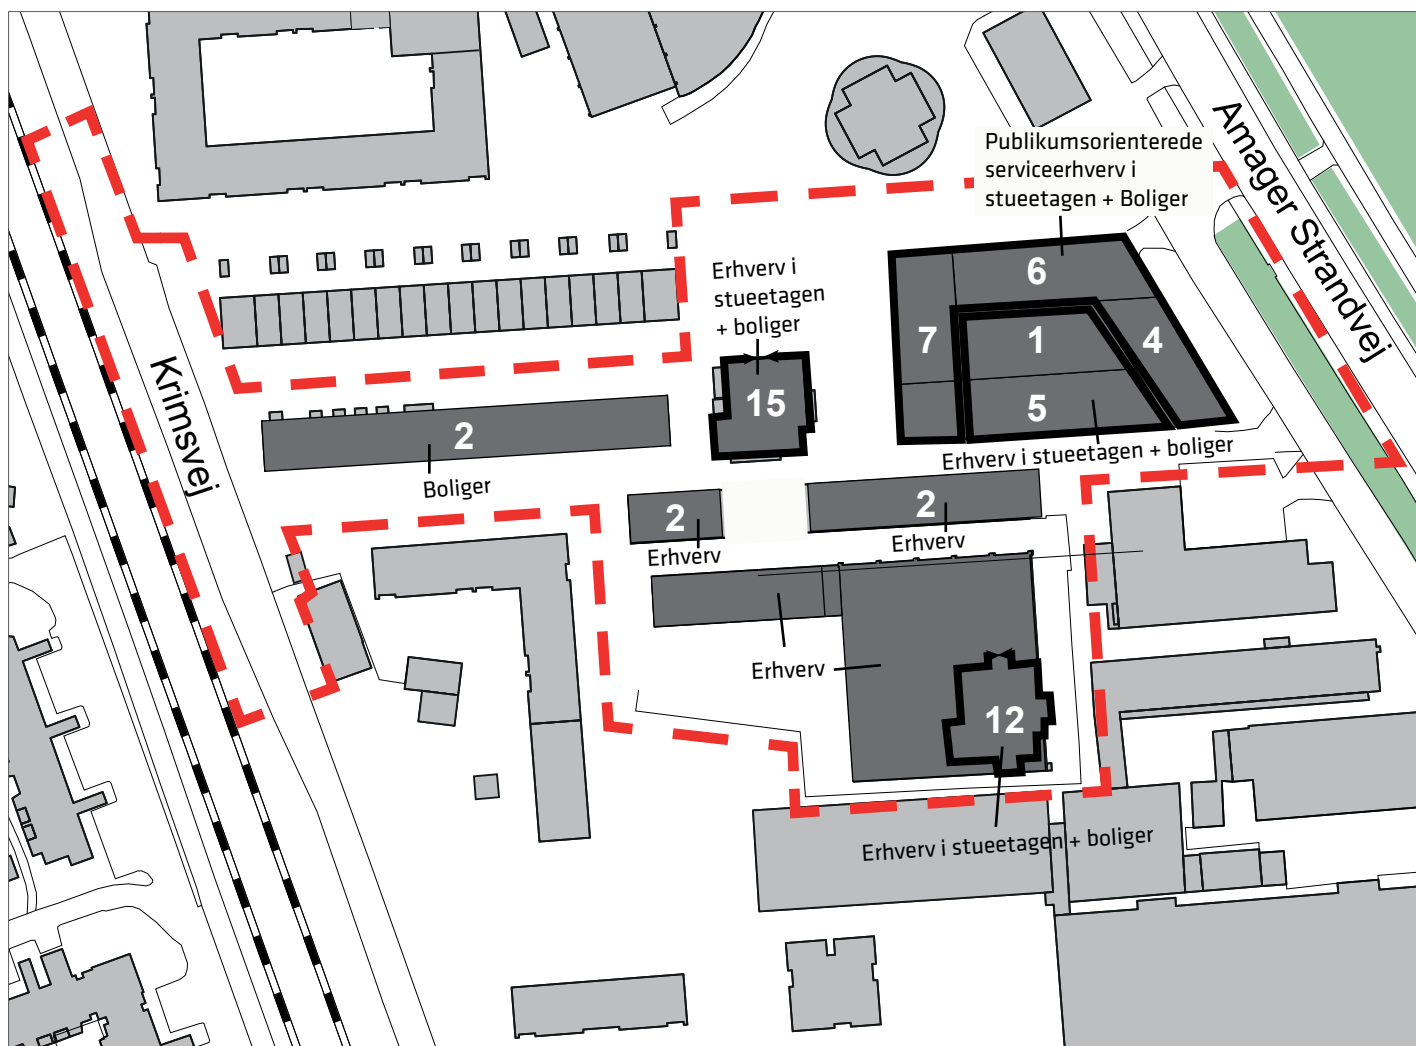 Publikumsorienterede
serviceerhverv i
stueetagen + Boliger
Amager Strandvej
Erhverv i
stueetagen
+ boliger
6
7
1
4
15
5
Krimsvej
2
Erhverv i stueetagen + boliger
Boliger
2
2
Erhverv
Erhverv
Erhverv
12
Erhverv i stueetagen + boliger